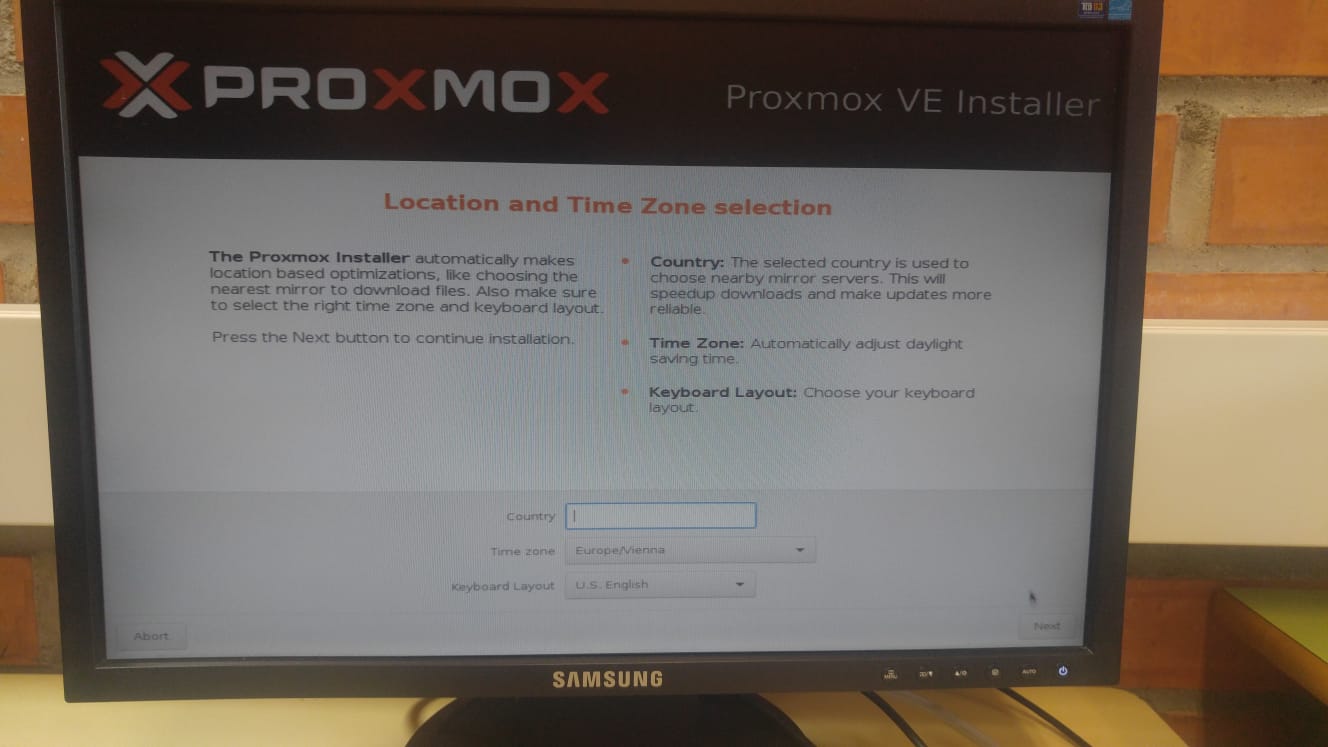 PROXMOX
Proxmox VE Installer
Location and Time Zone selection
The Proxmox Installer automatically makes
location based optimizations, like choosing the
nearest mirror to download files. Also make sure
to select the right time zone and keyboard layout.
Press the Next button to continue installation.
Country: The selected country is used to
choose nearby mirror servers. This will
speedup downloads and make updates more
reliable.
Time Zone: Automatically adjust daylight
saving time.
Keyboard Layout: Choose your keyboard
layout.
Country
Time zone Europe/Vienna
Keyboard Layout U.S. English
Abort
Next
SAMSUNG
MENU
AUTO